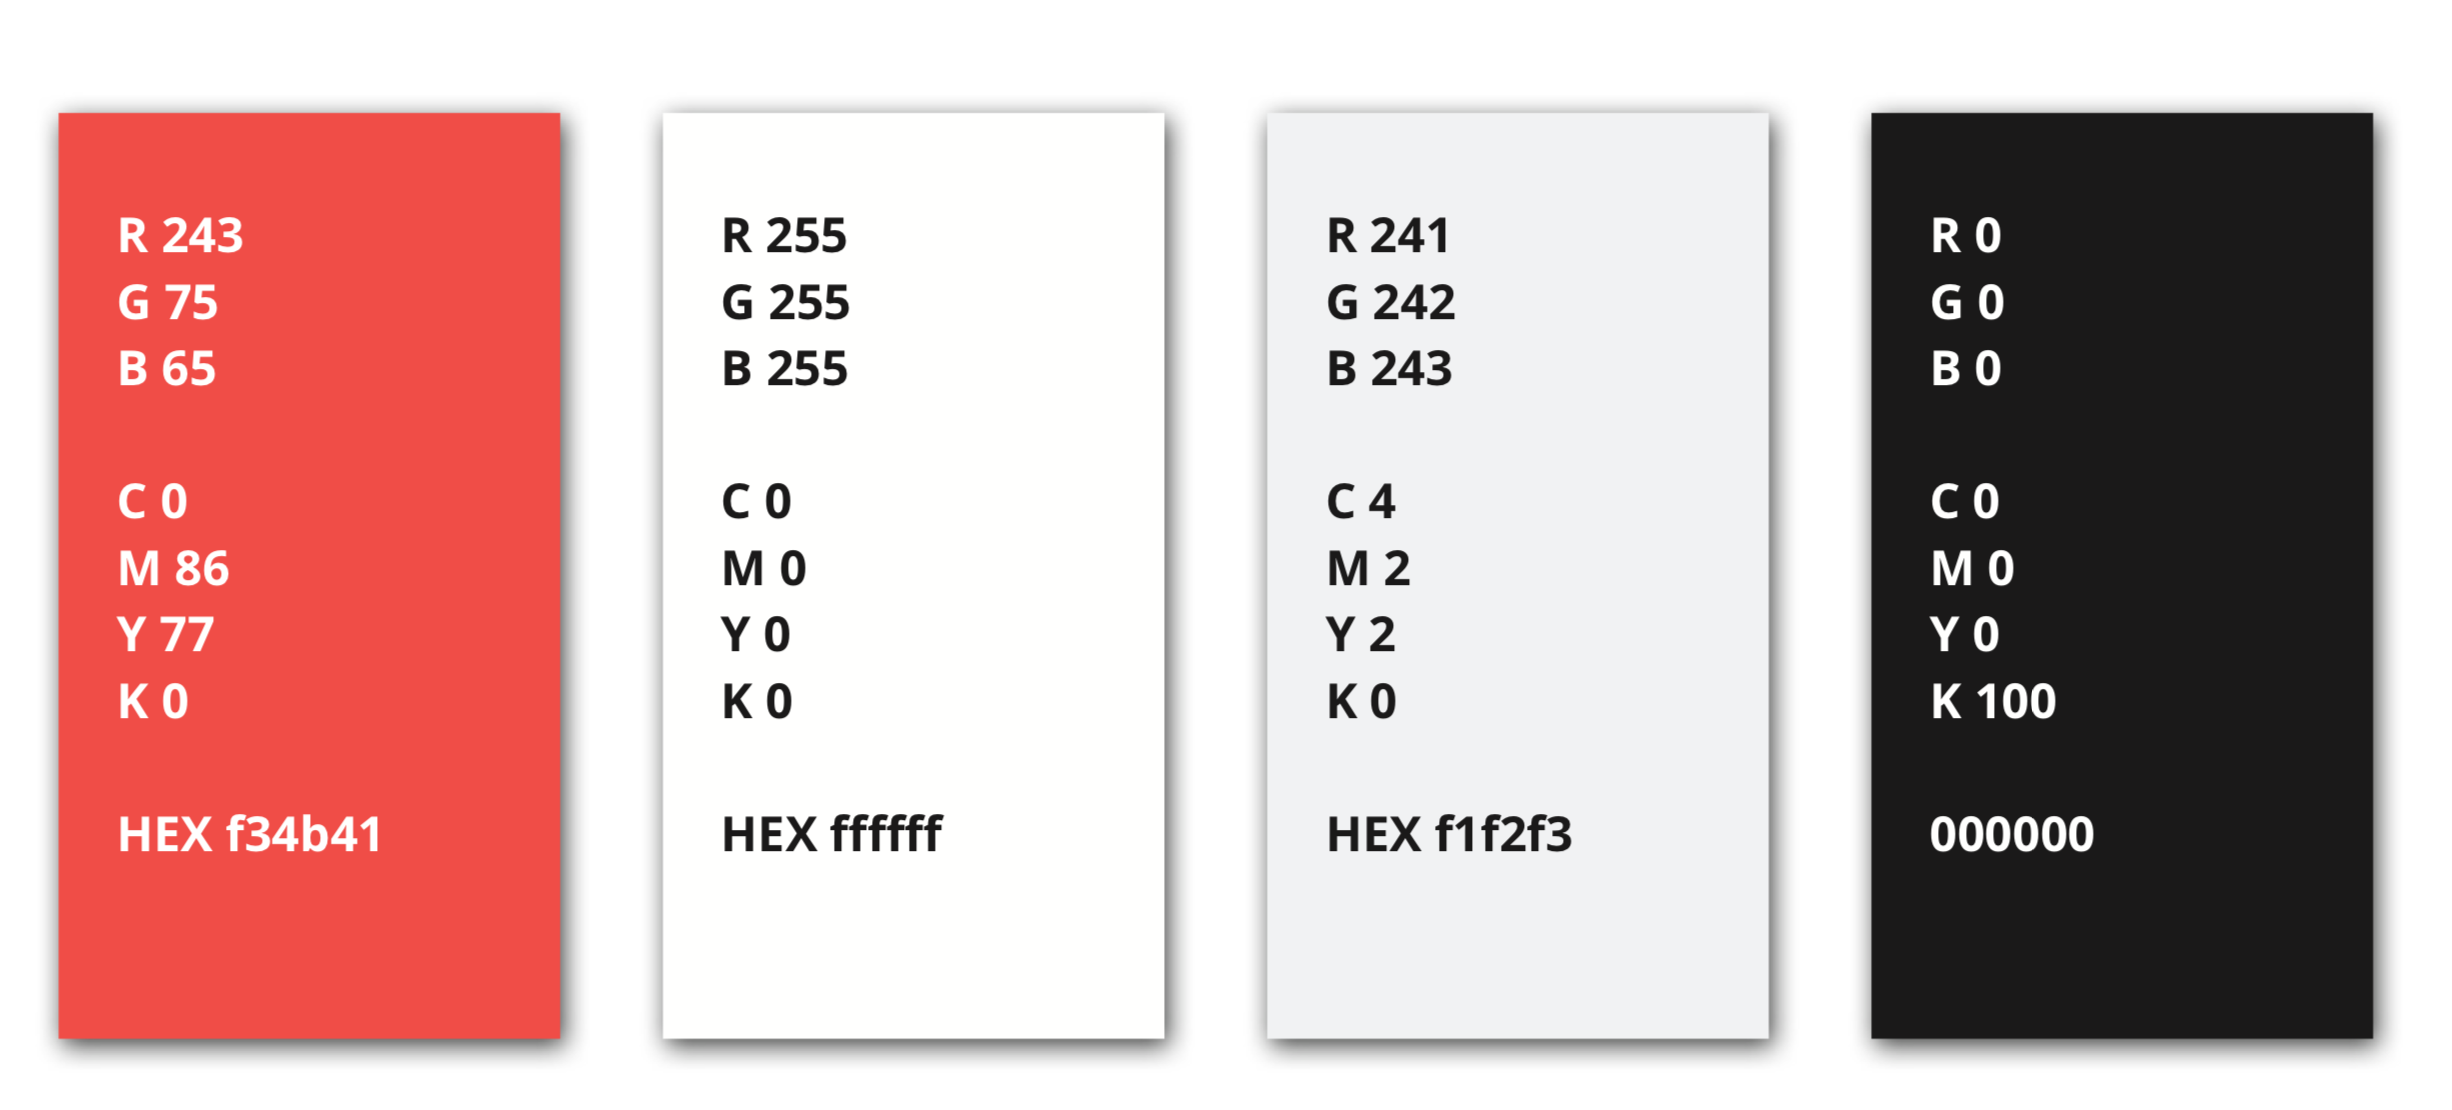 R 243
G 75
B 65
C 0
M 86
Y 77
K 0
HEX f34b41
R 255
G 255
B 255
C 0
M 0
Y 0
K 0
HEX ffffff
R 241
G 242
B 243
C 4
M 2
Y 2
K 0
HEX f1f2f3
R 0
G 0
B 0
C 0
M 0
Y 0
K 100
000000